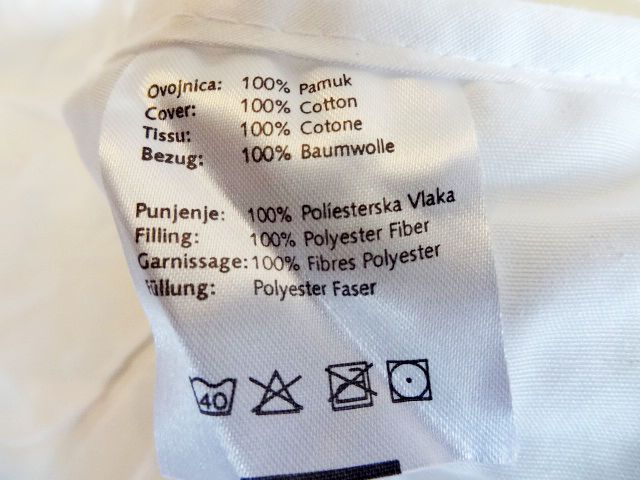 Ovojnica: 100% Pamuk
Cover: 100% Cotton
Tissu: 100% Cotone
Bezug: 100% Baumwolle
Punjenje: 100% Poliesterska Vlaka
Filling: 100% Polyester Fiber
Garnissage: 100% Fibres Polyester
Füllung: Polyester Faser
40